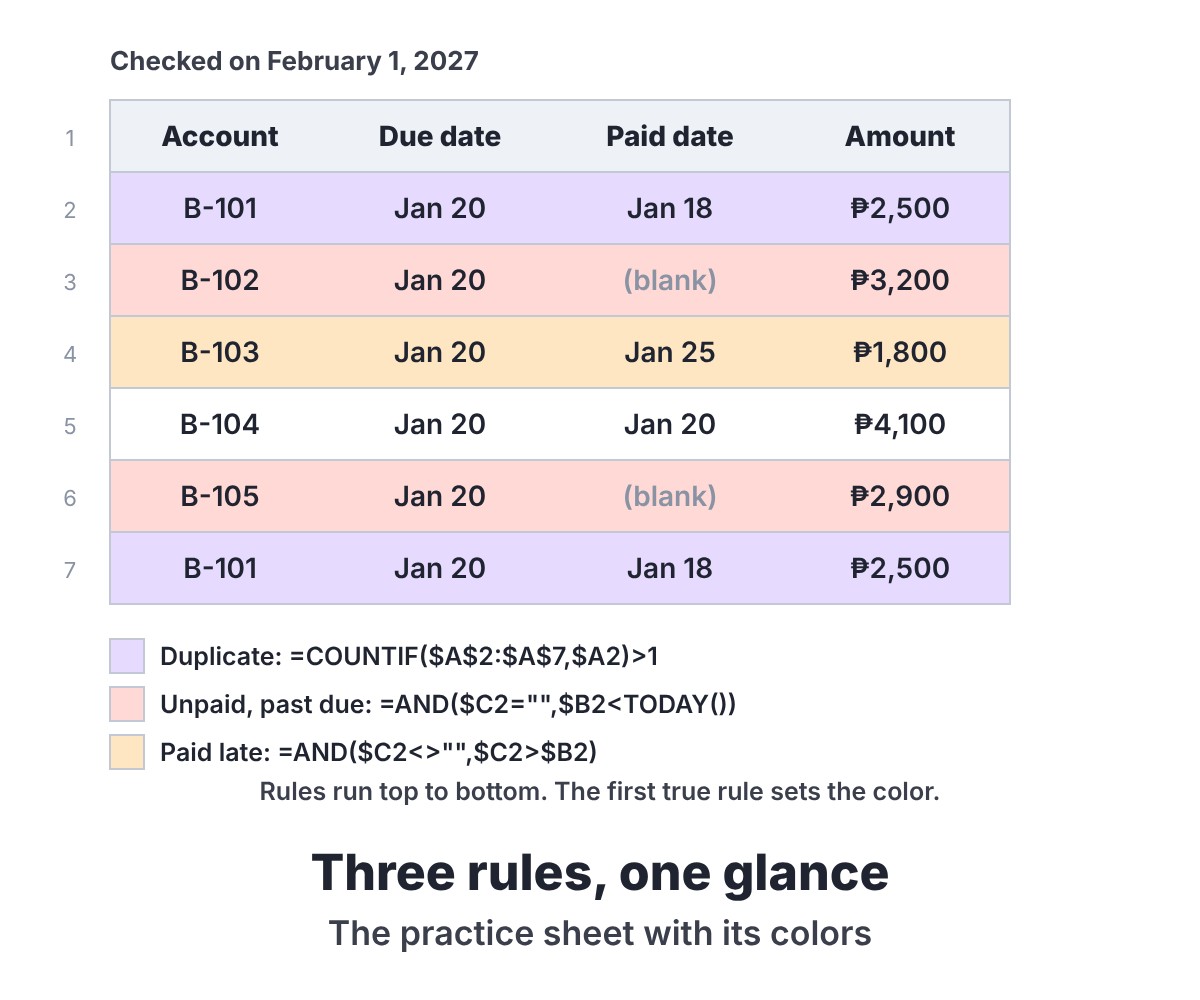 Checked on February 1, 2027
1 Account Due date Paid date Amount
2 B-101 Jan 20 Jan 18 ₱2,500
3 B-102 Jan 20 (blank) ₱3,200
4 B-103 Jan 20 Jan 25 ₱1,800
5 B-104 Jan 20 Jan 20 ₱4,100
6 B-105 Jan 20 (blank) ₱2,900
7 B-101 Jan 20 Jan 18 ₱2,500
Duplicate: =COUNTIF($A$2:$A$7,$A2)>1
Unpaid, past due: =AND($C2="",$B2<TODAY())
Paid late: =AND($C2<>"",$C2>$B2)
Rules run top to bottom. The first true rule sets the color.
Three rules, one glance
The practice sheet with its colors